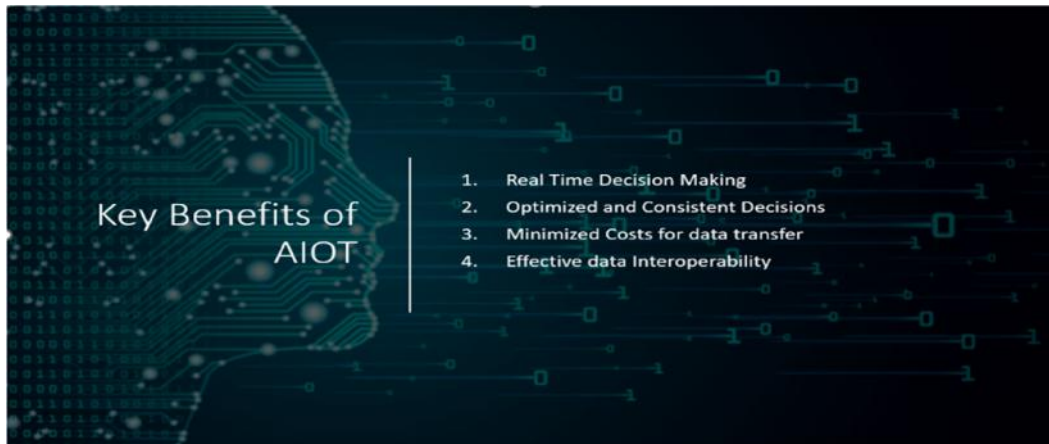 Key Benefits of
AIOT
1. Real Time Decision Making
2. Optimized and Consistent Decisions
3. Minimized Costs for data transfer
4. Effective data Interoperability